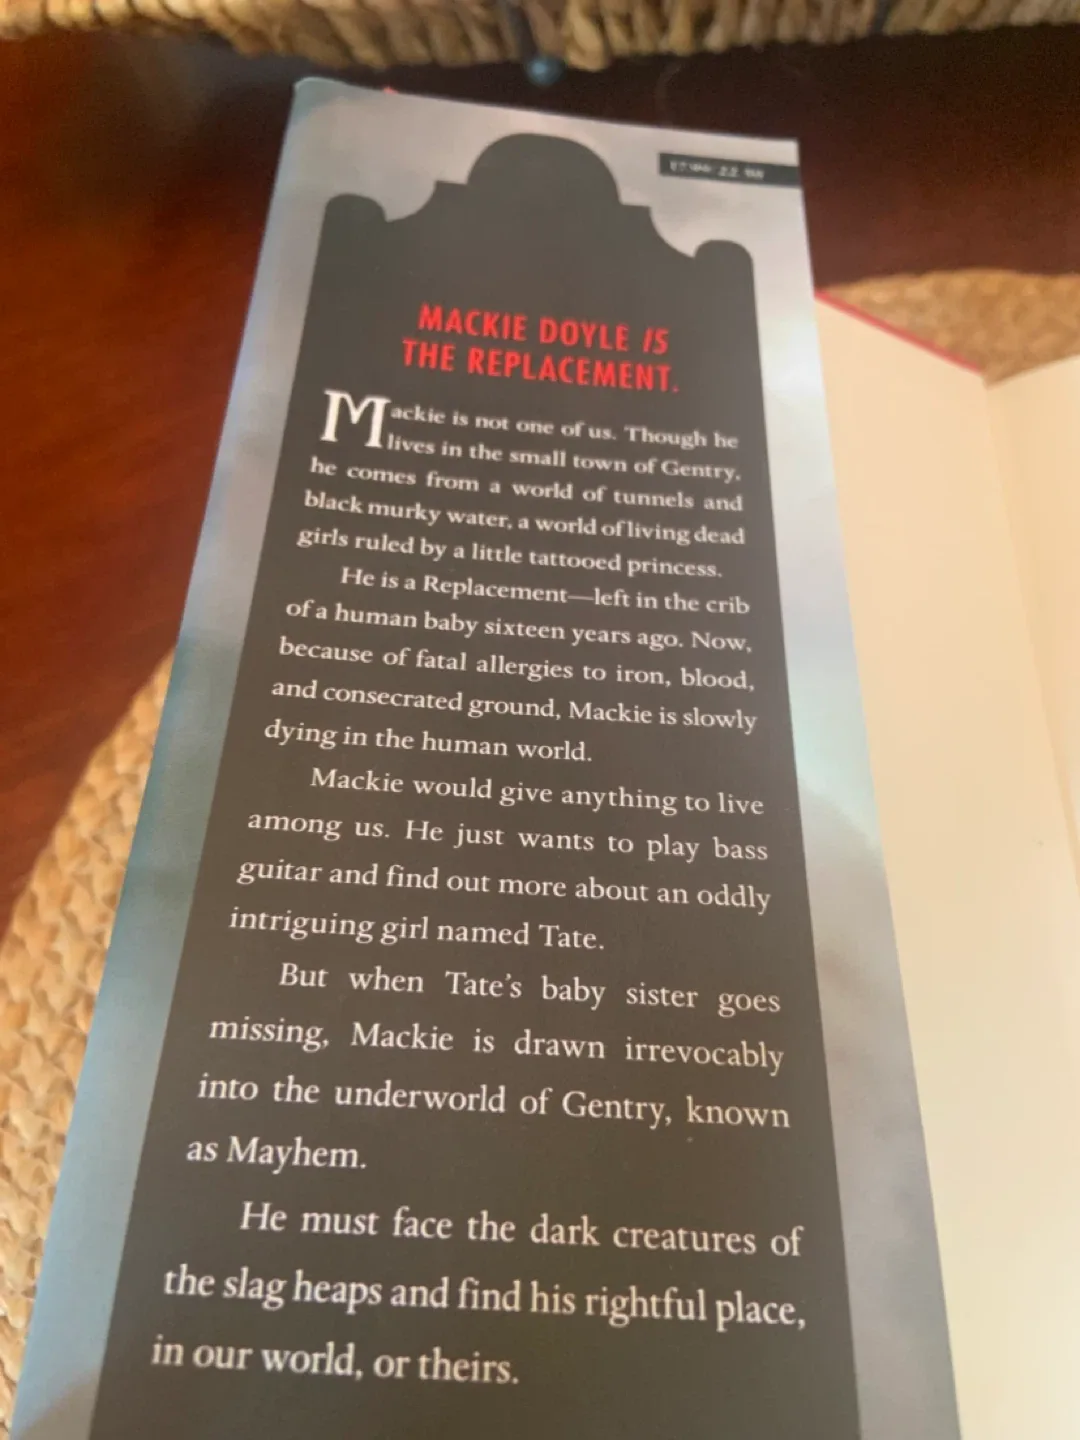 MACKIE DOYLE IS
THE REPLACEMENT.
Mackie is not one of us. Though he
lives in the small town of Gentry,
he comes from a world of tunnels and
black murky water, a world of living dead
girls ruled by a little tattooed princess.
He is a Replacement—left in the crib
of a human baby sixteen years ago. Now,
because of fatal allergies to iron, blood,
and consecrated ground, Mackie is slowly
dying in the human world.
Mackie would give anything to live
among us. He just wants to play bass
guitar and find out more about an oddly
intriguing girl named Tate.
But when Tate's baby sister goes
missing, Mackie is drawn irrevocably
into the underworld of Gentry, known
as Mayhem.
He must face the dark creatures of
the slag heaps and find his rightful place,
in our world, or theirs.